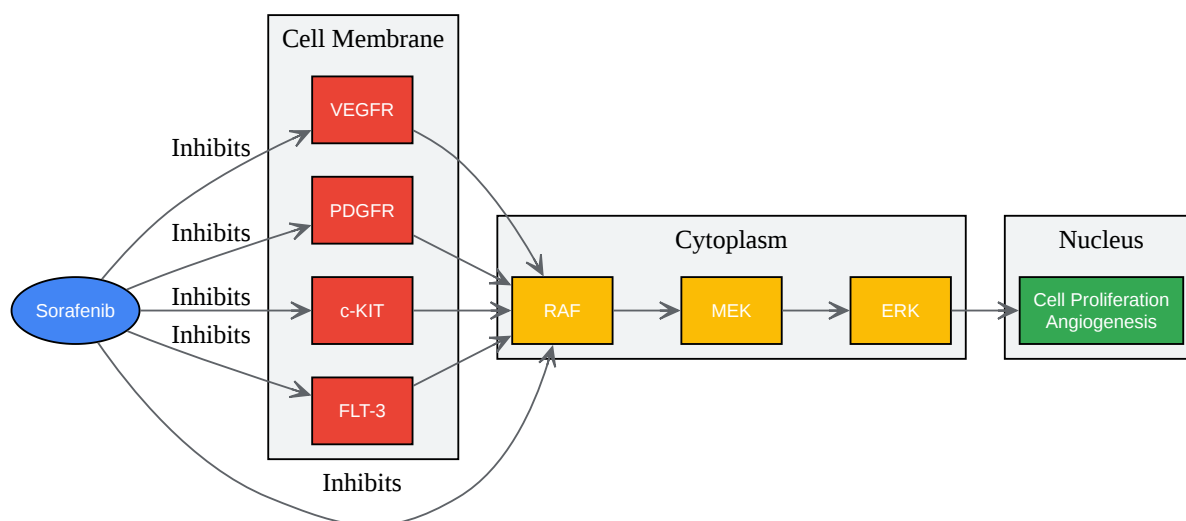 Cell Membrane
VEGFR
Inhibits
PDGFR
Inhibits
Cytoplasm
Nucleus
Sorafenib
Inhibits
c-KIT
RAF
MEK
ERK
Cell Proliferation
Angiogenesis
Inhibits
FLT-3
Inhibits